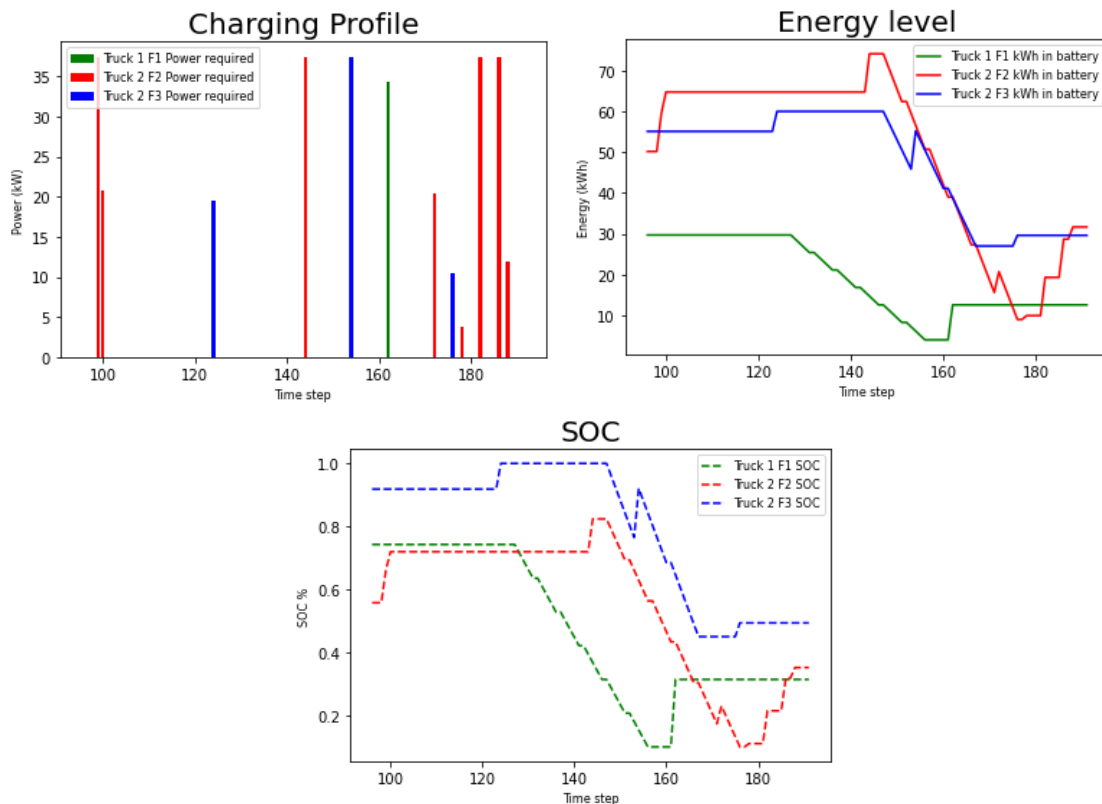 Charging Profile
Truck 1 F1 Power required
Truck 2 F2 Power required
Truck 2 F3 Power required
Power (kW)
35
30
25
20
15
10
5
0
100
120
140
160
180
Time step
Energy level
Truck 1 F1 kWh in battery
Truck 2 F2 kWh in battery
Truck 2 F3 kWh in battery
Energy (kWh)
70
60
50
40
30
20
10
100
120
140
160
180
Time step
SOC
Truck 1 F1 SOC
Truck 2 F2 SOC
Truck 2 F3 SOC
SOC %
1.0
0.8
0.6
0.4
0.2
100
120
140
160
180
Time step